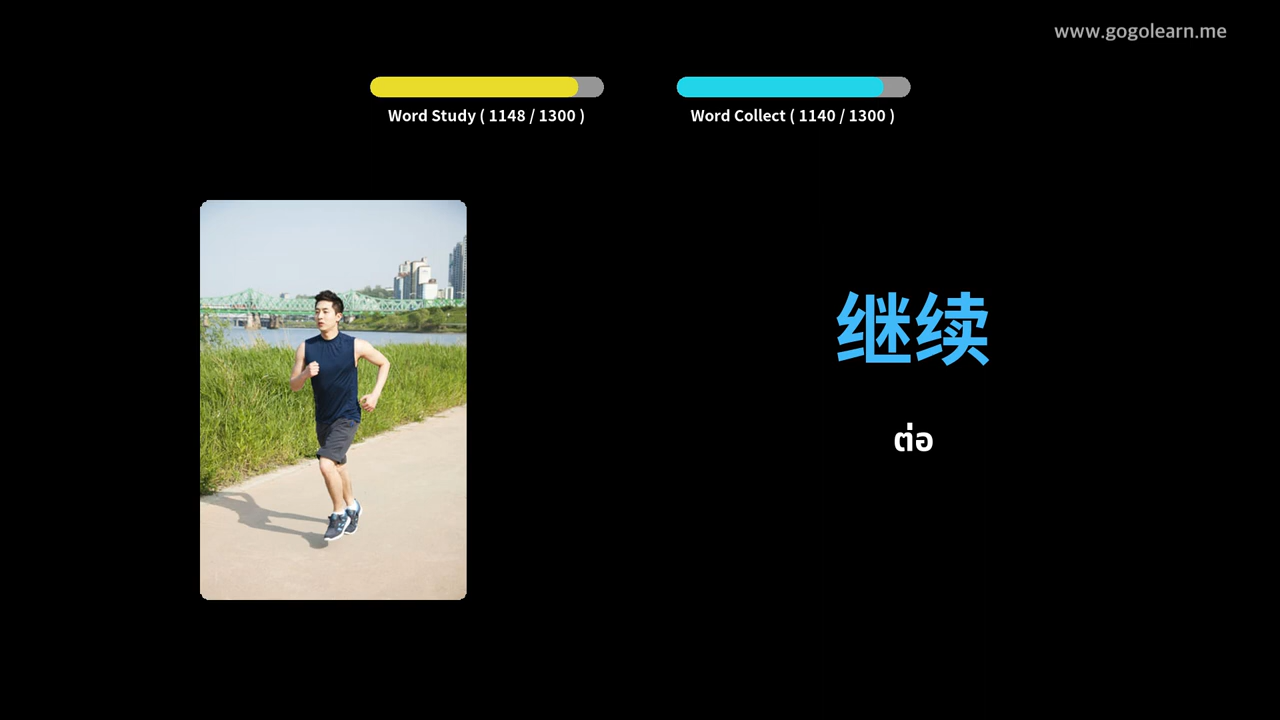 www.gogolearn.me
Word Study ( 1148 / 1300 )
Word Collect ( 1140 / 1300 )
继续
ต่อ